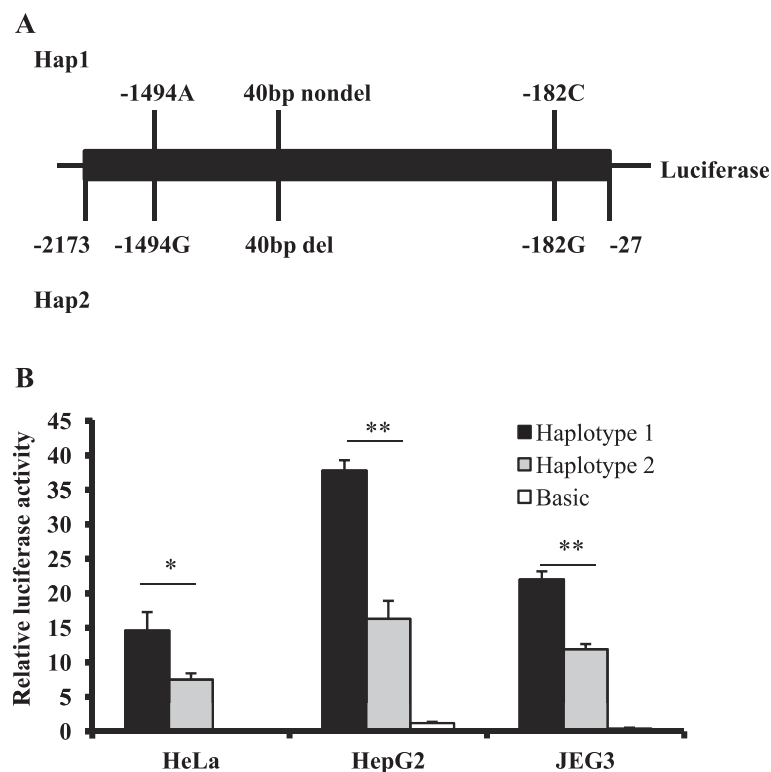 A
Hap1
-1494A 40bp nondel -182C
Luciferase
-2173 -1494G 40bp del -182G -27
Hap2
B
Relative luciferase activity
45
40
35
30
25
20
15
10
5
0
*
**
**
Haplotype 1
Haplotype 2
Basic
HeLa HepG2 JEG3